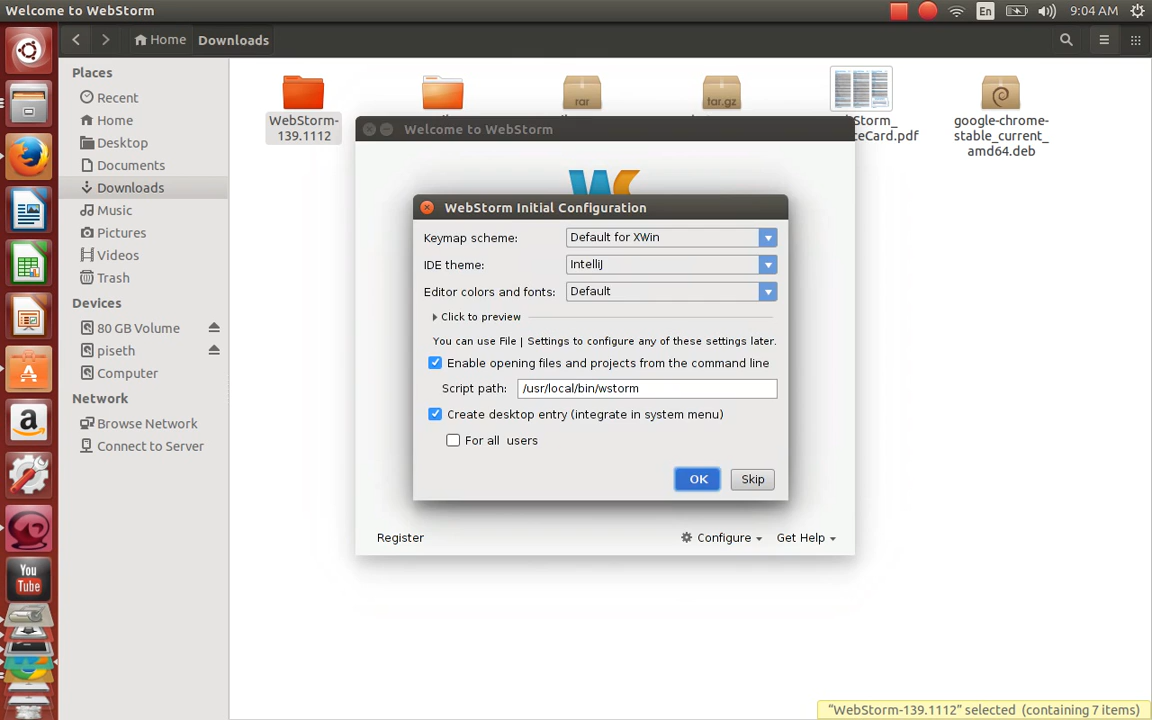 Welcome to WebStorm
En
9:04 AM
Home
Downloads
Places
Recent
Home
Desktop
Documents
Downloads
Music
Pictures
Videos
Trash
Devices
80 GB Volume
piseth
Computer
Network
Browse Network
Connect to Server
WebStorm-
139.1112
rar
tar.gz
google-chrome-
stable_current_
amd64.deb
Welcome to WebStorm
WebStorm Initial Configuration
Keymap scheme:
Default for XWin
IDE theme:
IntelliJ
Editor colors and fonts:
Default
Click to preview
You can use File | Settings to configure any of these settings later.
Enable opening files and projects from the command line
Script path:
/usr/local/bin/wstorm
Create desktop entry (integrate in system menu)
For all users
OK
Skip
Register
Configure
Get Help
You
Tube
"WebStorm-139.1112" selected (containing 7 items)